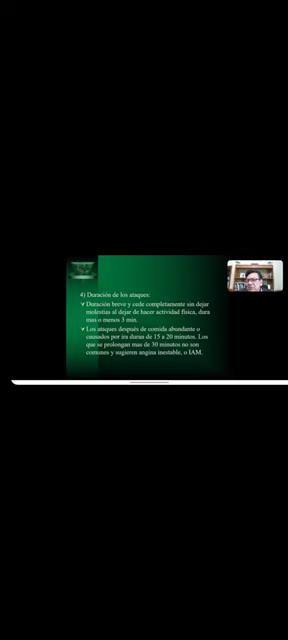 4) Duración de los ataques:
Duración breve y cede completamente sin dejar
molestias al dejar de hacer actividad física, dura
mas o menos 3 min.
Los ataques después de comida abundante o
causados por ira duran de 15 a 20 minutos. Los
que se prolongan mas de 30 minutos no son
comunes y sugieren angina inestable, o IAM.